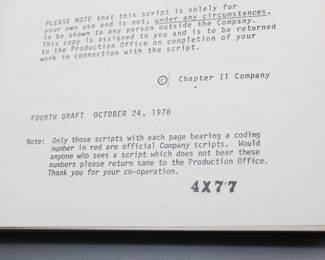 PLEASE NOTE that this script is solely for
your own use and is not, under any circumstances,
to be shown to any person outside the Company.
This copy is assigned to you and is to be returned
to the Production Office on completion of your
work in connection with the script.
© Chapter II Company
FOURTH DRAFT OCTOBER 24, 1978
Note: Only those scripts with each page bearing a coding
number in red are official Company scripts. Would
anyone who sees a script which does not bear these
numbers please return same to the Production Office.
Thank you for your co-operation.
4X77